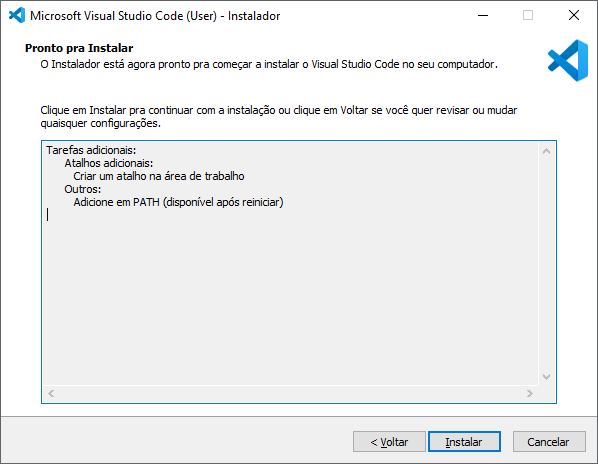 Microsoft Visual Studio Code (User) - Instalador
Pronto pra Instalar
O Instalador está agora pronto pra começar a instalar o Visual Studio Code no seu computador.
Clique em Instalar pra continuar com a instalação ou clique em Voltar se você quer revisar ou mudar
quaisquer configurações.
Tarefas adicionais:
Atalhos adicionais:
Criar um atalho na área de trabalho
Outros:
Adicione em PATH (disponível após reiniciar)
< Voltar
Instalar
Cancelar